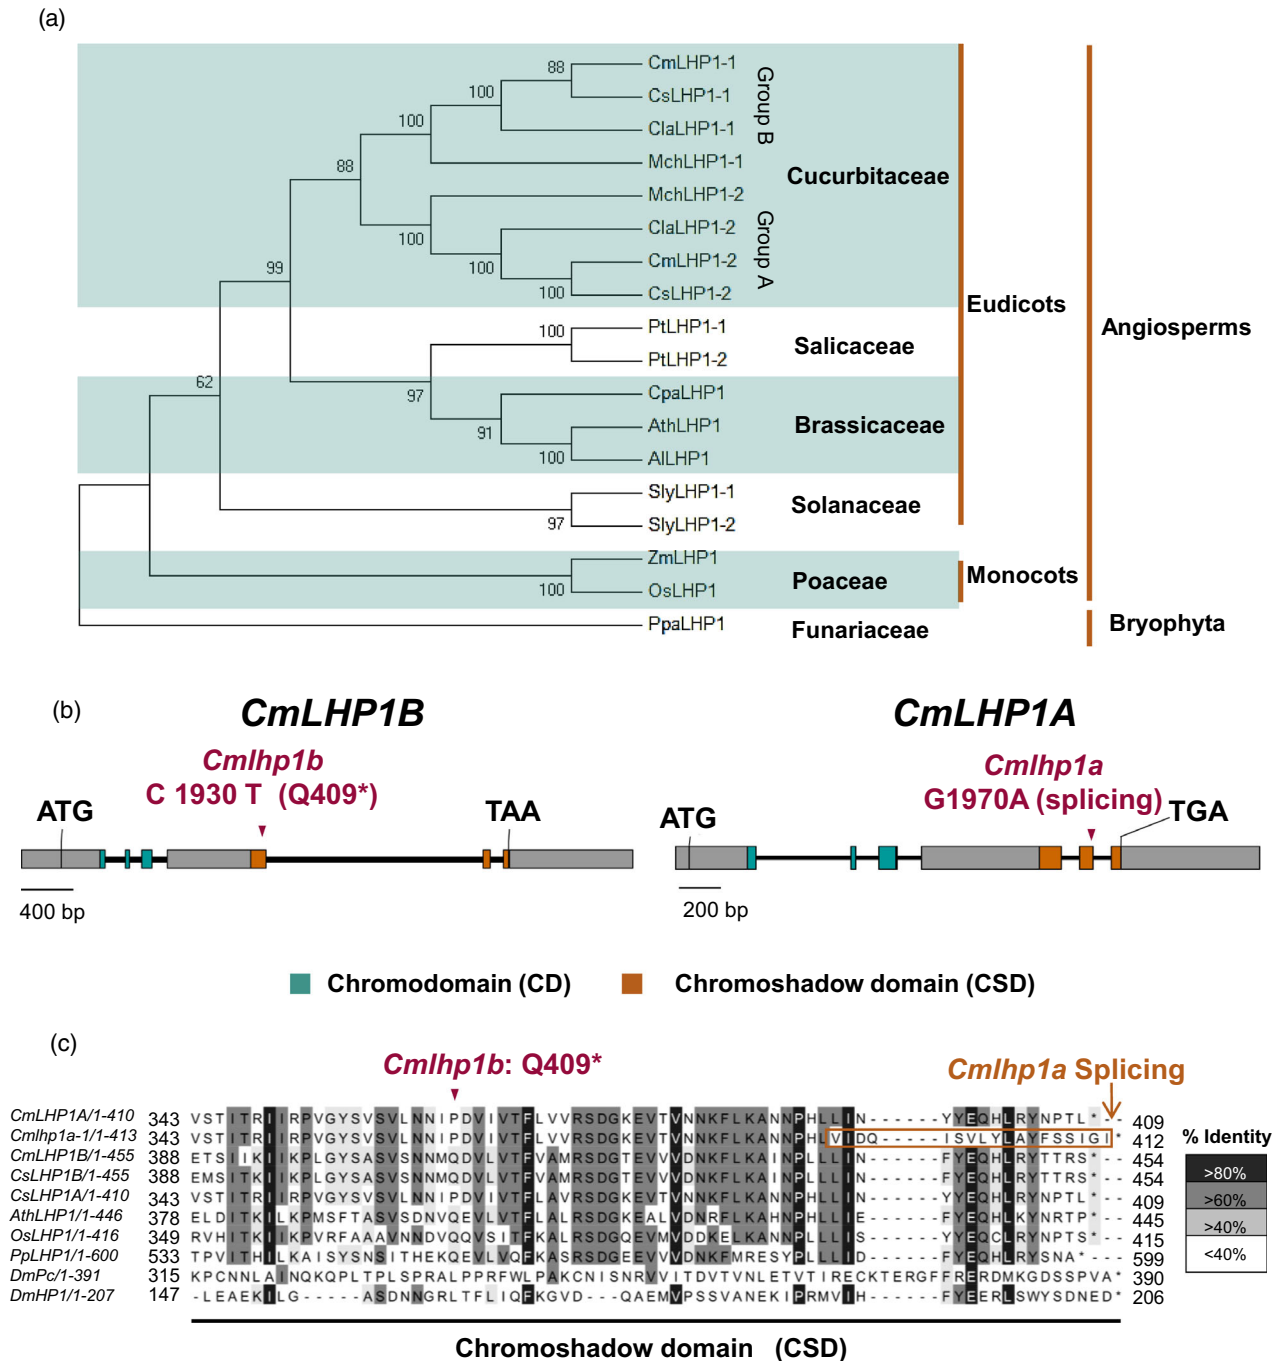 (a)
CmLHP1-1
CsLHP1-1
ClaLHP1-1
MchLHP1-1
MchLHP1-2
ClaLHP1-2
CmLHP1-2
CsLHP1-2
PtLHP1-1
PtLHP1-2
CpaLHP1
AthLHP1
AlLHP1
SlyLHP1-1
SlyLHP1-2
ZmLHP1
OsLHP1
PpaLHP1
88
100
100
88
100
100
100
99
100
97
91
100
62
97
100
Group B
Group A
Cucurbitaceae
Salicaceae
Brassicaceae
Solanaceae
Poaceae
Funariaceae
Eudicots
Monocots
Angiosperms
Bryophyta
(b)
CmLHP1B
Cmlhp1b
C 1930 T (Q409*)
ATG
TAA
400 bp
CmLHP1A
Cmlhp1a
G1970A (splicing)
ATG
TGA
200 bp
Chromodomain (CD)
Chromoshadow domain (CSD)
(c)
Cmlhp1b: Q409*
Cmlhp1a Splicing
CmLHP1A/1-410 343 VSTITRIIRPVGYSVSVLNNIPDVIVTFLVVRSDGKEVTVNNKFLKANNPHLLIN------YYEQHLRYNPTL*-- 409
Cmlhp1a-1/1-413 343 VSTITRIIRPVGYSVSVLNNIPDVIVTFLVVRSDGKEVTVNNKFLKANNPHLLVIDQ-----ISVLYLAYFSSIGI* 412
CmLHP1B/1-455 388 ETSIIKIIKPLGYSASVSNNMQDVLVTFVAMRSDGKEVTVNNKFLKANNPLLLIN------FYEQHLRYTTRS*-- 454
CsLHP1B/1-455 388 EMSITKIIKPLGYSASVSNNMQDVLVTFVAMRSDGKEVTVNNKFLKAINPLLLIN------FYEQHLRYTTRS*-- 454
CsLHP1A/1-410 343 VSTITRIIRPVGYSVSVLNNIPDVIVTFLVVRSDGKEVTVNNKFLKANNPHLLIN------YYEQHLRYNPTL*-- 409
AthLHP1/1-446 378 ELDITKILKPMSFTASVSDNVQEVLVTFLALRSDGKEALVDNRFLKAHNPHLLIE------FYEQHLKYNRTP*-- 445
OsLHP1/1-416 349 RVHITKIIKPVRFAAAVNNDVQQVSITFKALRSDGQEVMVDDKELKANNPLLLIS------YYEQCLRYNPTS*-- 415
PpLHP1/1-600 533 TPVITHILKAISYSNSITHEKQELVLQFKASRSDGEEVVVDNKFMRESYPLLLID------FYEQHLRYSNA*--- 599
DmPc/1-391 315 KPCNNLAINQKQPLTPLSPRALPPRFWLPAKCNISNRVVITDVTVNLETVTIRECKTERGFFRERDMKGDSSPVA* 390
DmHP1/1-207 147 -LEAEKILG----ASDNNGRLTFLIQFKGVD--QAEMVPSSVANEKIPRMVIH------FYEERLSWYSDNED* 206
Chromoshadow domain (CSD)
% Identity
>80%
>60%
>40%
<40%